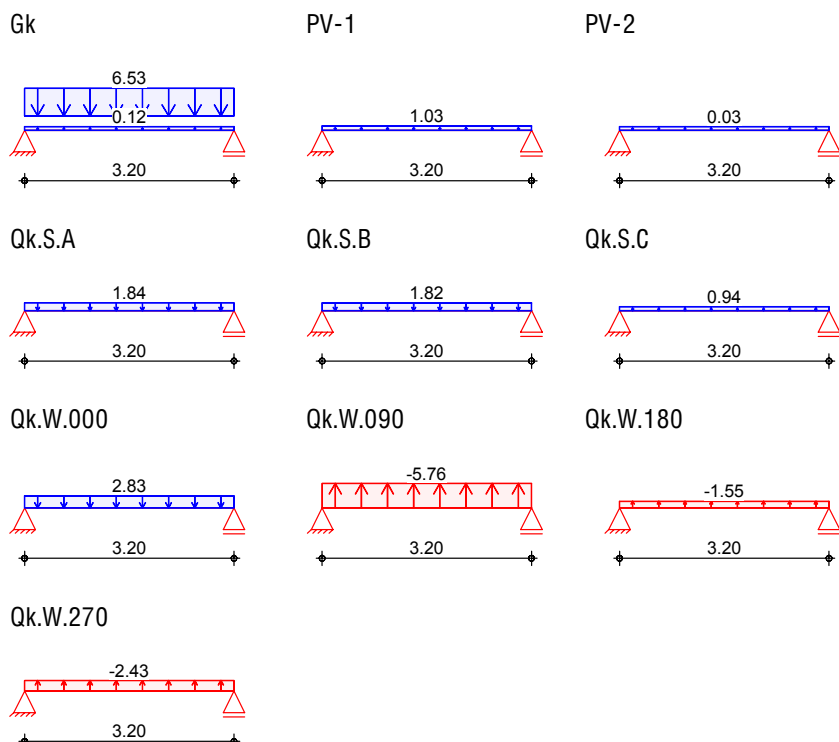 Gk PV-1 PV-2
6.53
0.12 1.03 0.03
3.20 3.20 3.20
Qk.S.A Qk.S.B Qk.S.C
1.84 1.82 0.94
3.20 3.20 3.20
Qk.W.000 Qk.W.090 Qk.W.180
2.83 -5.76 -1.55
3.20 3.20 3.20
Qk.W.270
-2.43
3.20